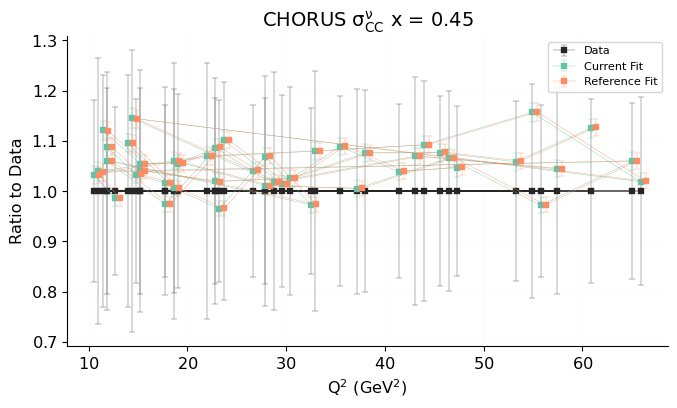 CHORUS σνCC x = 0.45
1.3
1.2
1.1
1.0
0.9
0.8
0.7
Ratio to Data
Data
Current Fit
Reference Fit
10 20 30 40 50 60
Q² (GeV²)